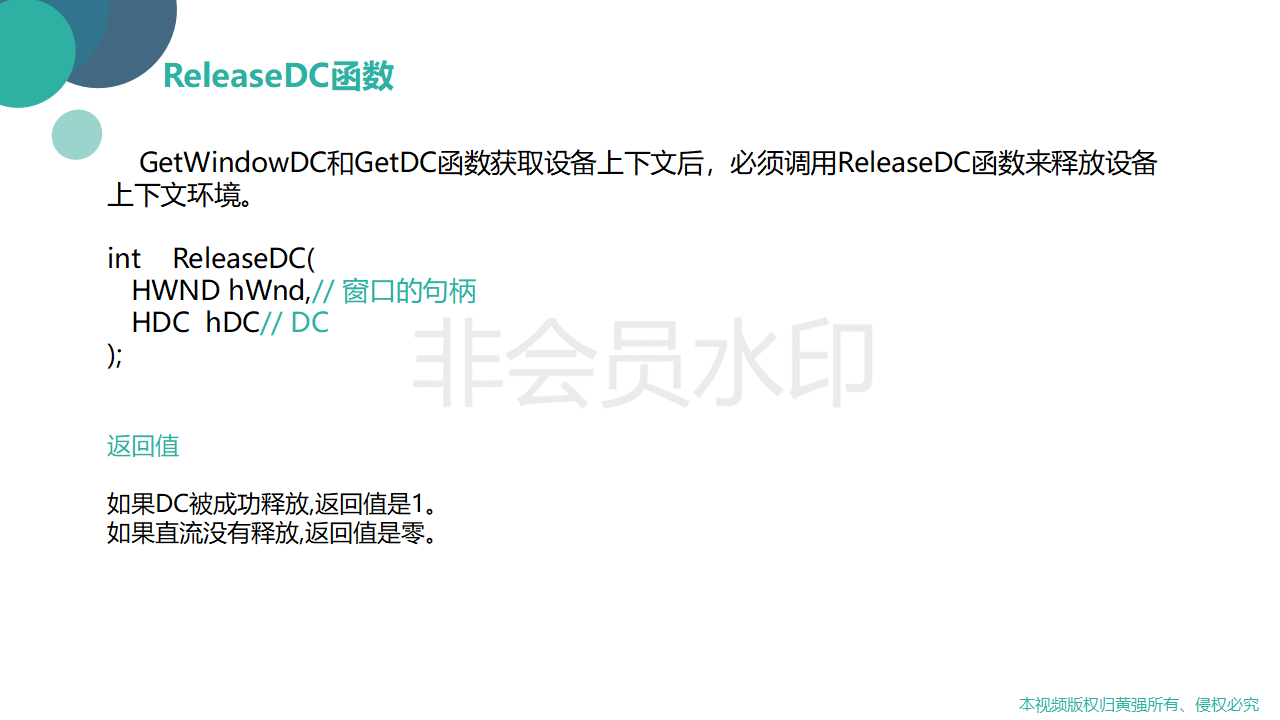 ReleaseDC函数
GetWindowDC和GetDC函数获取设备上下文后，必须调用ReleaseDC函数来释放设备
上下文环境。
int    ReleaseDC(
HWND hWnd,// 窗口的句柄
HDC  hDC// DC
);
非会员水印
返回值
如果DC被成功释放,返回值是1。
如果直流没有释放,返回值是零。
本视频版权归黄强所有、侵权必究